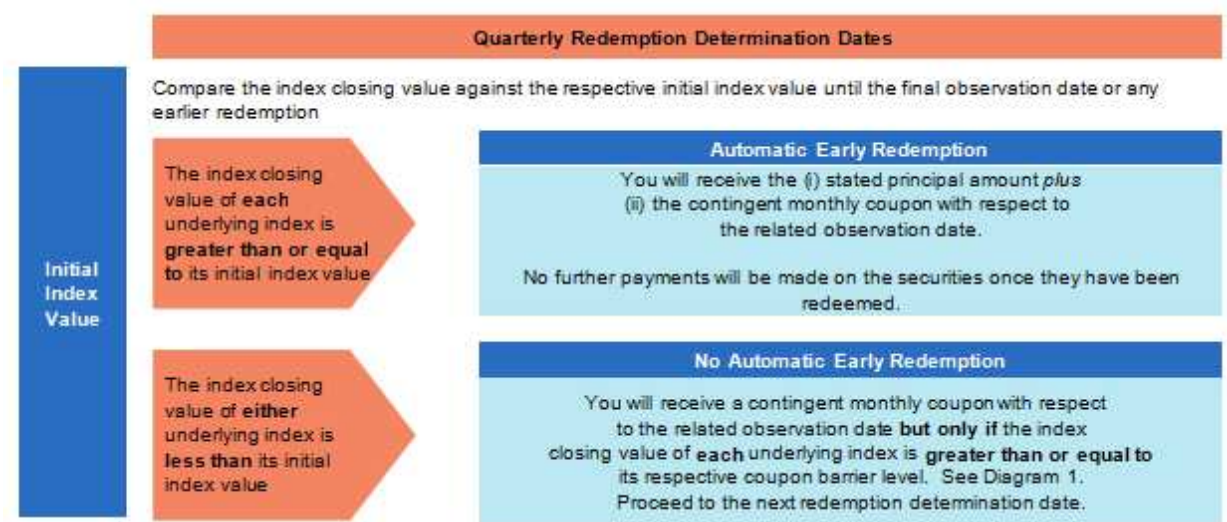 Quarterly Redemption Determination Dates
Compare the index closing value against the respective initial index value until the final observation date or any
earlier redemption
Initial
Index
Value
The index closing
value of each
underlying index is
greater than or equal
to its initial index value
Automatic Early Redemption
You will receive the (i) stated principal amount plus
(ii) the contingent monthly coupon with respect to
the related observation date.
No further payments will be made on the securities once they have been
redeemed.
The index closing
value of either
underlying index is
less than its initial
index value
No Automatic Early Redemption
You will receive a contingent monthly coupon with respect
to the related observation date but only if the index
closing value of each underlying index is greater than or equal to
its respective coupon barrier level. See Diagram 1.
Proceed to the next redemption determination date.